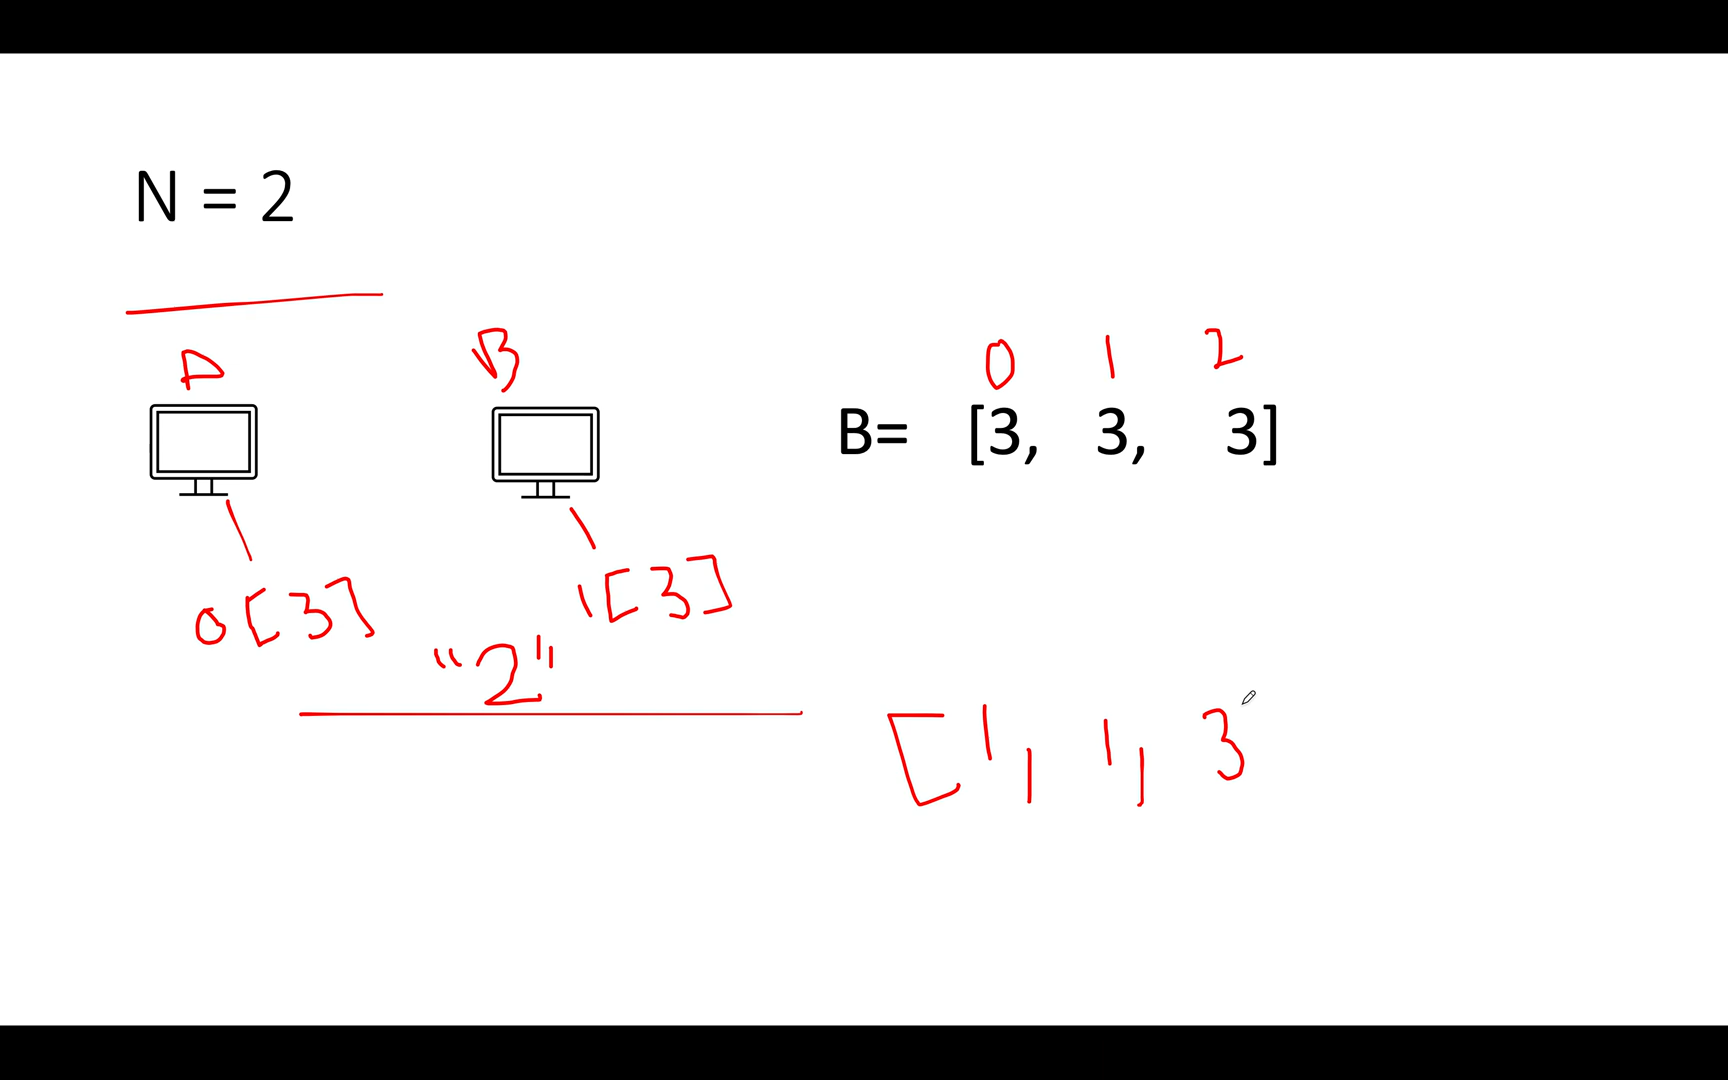 N = 2
A B
0 1 2
B= [3, 3, 3]
0[3] 1[3]
"2"
[1, 1, 3